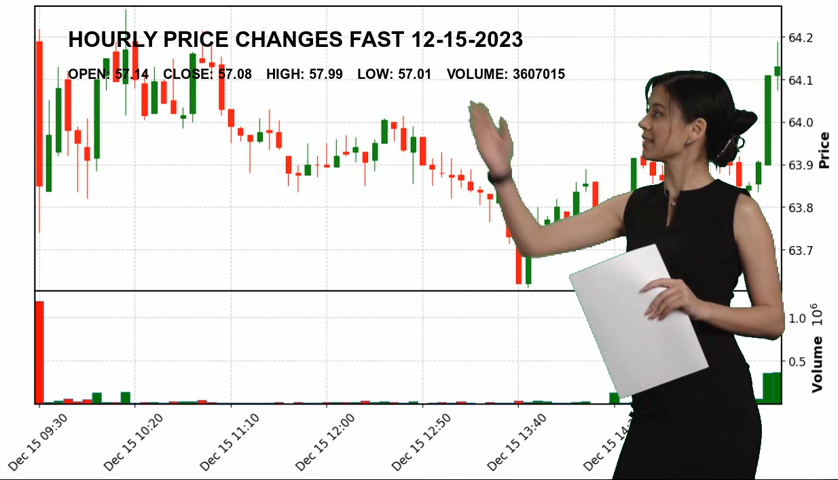 HOURLY PRICE CHANGES FAST 12-15-2023
OPEN: 57.14 CLOSE: 57.08 HIGH: 57.99 LOW: 57.01 VOLUME: 3607015
64.2
64.1
64.0
63.9
63.8
63.7
Price
1.0
0.5
Volume 10^6
Dec 15 09:30
Dec 15 10:20
Dec 15 11:10
Dec 15 12:00
Dec 15 12:50
Dec 15 13:40
Dec 15